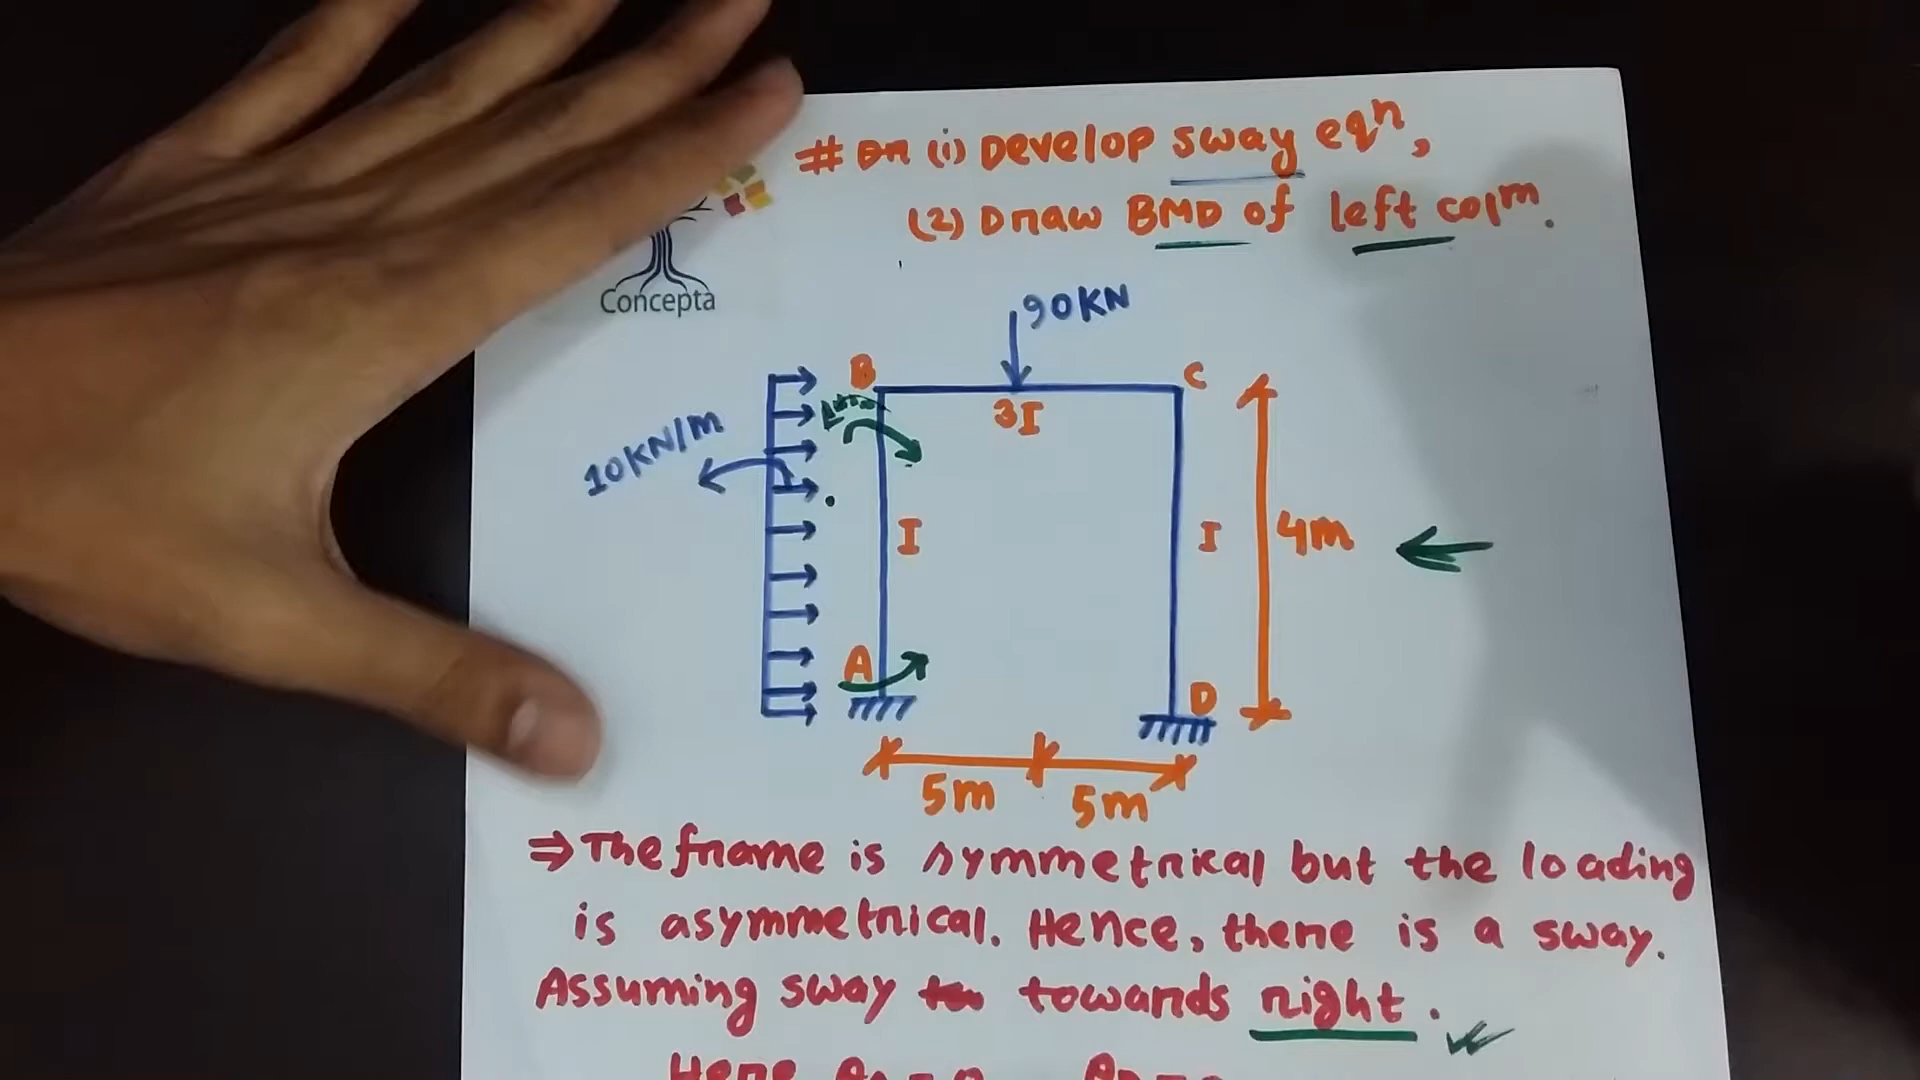 # (i) Develop sway eqn,
(2) Draw BMD of left colm.
Concepta
90KN
B
C
3I
10KN/m
I
I
4m
A
D
5m
5m
⇒ The frame is symmetrical but the loading
is asymmetrical. Hence, there is a sway.
Assuming sway towards right.
Here